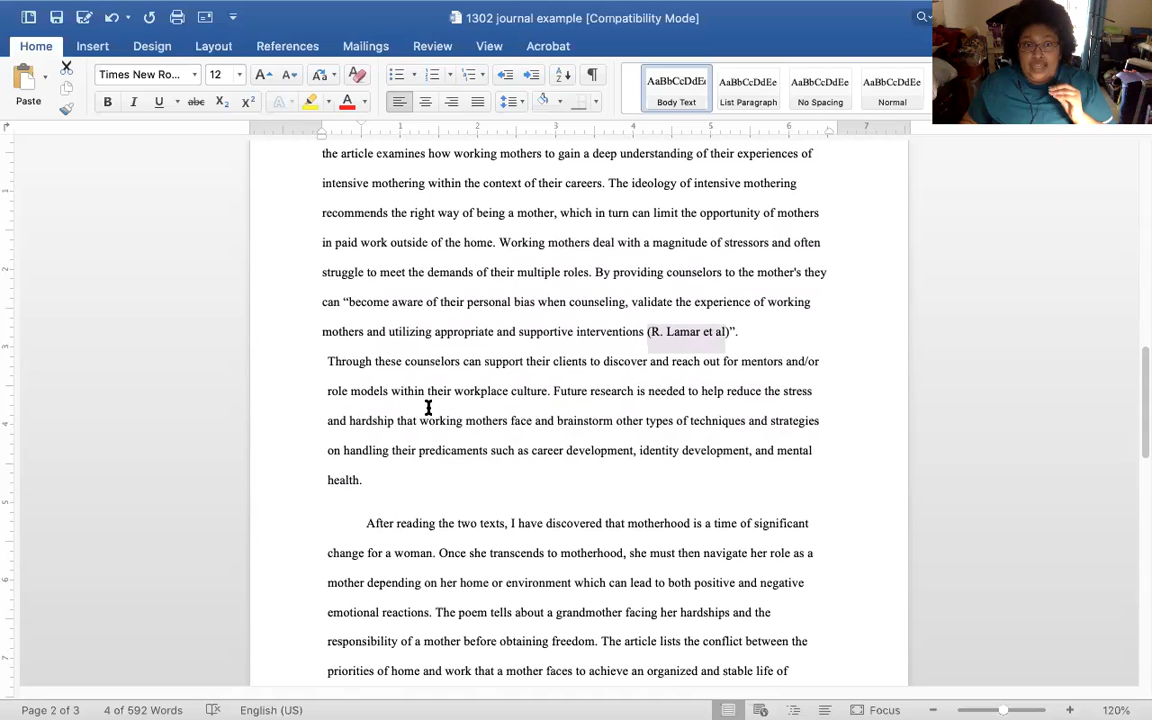 1302 journal example [Compatibility Mode]
Home Insert Design Layout References Mailings Review View Acrobat
Paste
Times New Ro... 12
AaBbCcDdEe AaBbCcDdEe AaBbCcDdEe AaBbCcDdEe
Body Text List Paragraph No Spacing Normal
1 2 3 4 5 6 7
the article examines how working mothers to gain a deep understanding of their experiences of
intensive mothering within the context of their careers. The ideology of intensive mothering
recommends the right way of being a mother, which in turn can limit the opportunity of mothers
in paid work outside of the home. Working mothers deal with a magnitude of stressors and often
struggle to meet the demands of their multiple roles. By providing counselors to the mother's they
can “become aware of their personal bias when counseling, validate the experience of working
mothers and utilizing appropriate and supportive interventions (R. Lamar et al)”.
Through these counselors can support their clients to discover and reach out for mentors and/or
role models within their workplace culture. Future research is needed to help reduce the stress
and hardship that working mothers face and brainstorm other types of techniques and strategies
on handling their predicaments such as career development, identity development, and mental
health.
After reading the two texts, I have discovered that motherhood is a time of significant
change for a woman. Once she transcends to motherhood, she must then navigate her role as a
mother depending on her home or environment which can lead to both positive and negative
emotional reactions. The poem tells about a grandmother facing her hardships and the
responsibility of a mother before obtaining freedom. The article lists the conflict between the
priorities of home and work that a mother faces to achieve an organized and stable life of
Page 2 of 3 4 of 592 Words English (US) Focus 120%